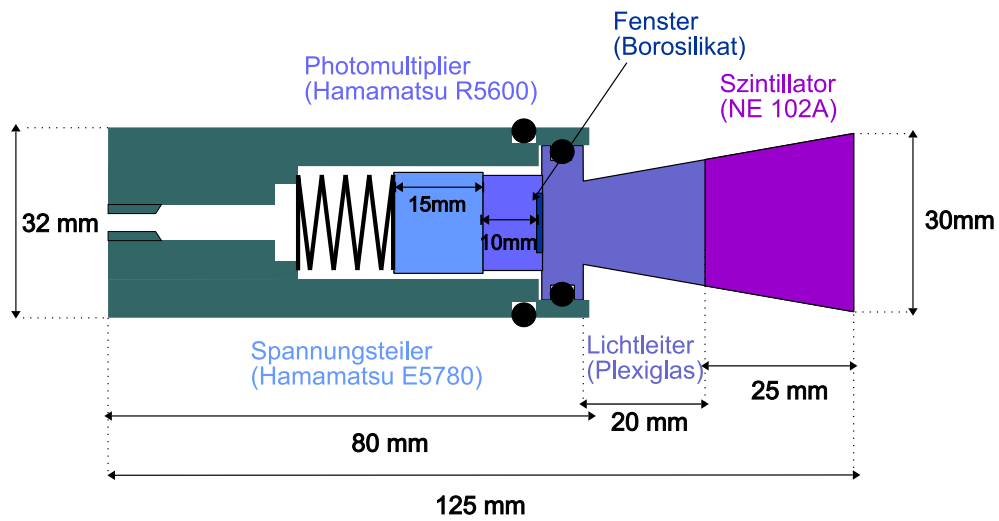 Fenster
(Borosilikat)
Photomultiplier
(Hamamatsu R5600)
Szintillator
(NE 102A)
32 mm
15mm
10mm
30mm
Spannungsteiler
(Hamamatsu E5780)
Lichtleiter
(Plexiglas)
25 mm
20 mm
80 mm
125 mm